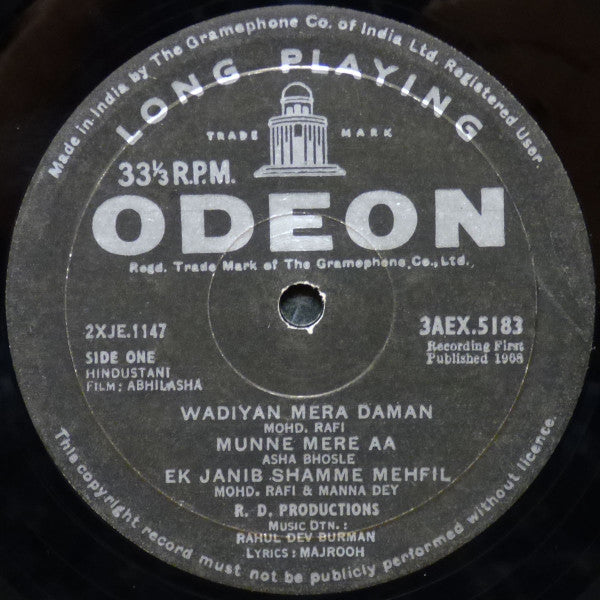 Made in India by The Gramophone Co. of India Ltd. Registered User.
LONG PLAYING
TRADE MARK
33⅓ R.P.M.
ODEON
Regd. Trade Mark of The Gramophone Co., Ltd.,
2XJE.1147
3AEX.5183
SIDE ONE
Recording First
HINDUSTANI
Published 1968
FILM: ABHILASHA
WADIYAN MERA DAMAN
MOHD. RAFI
MUNNE MERE AA
ASHA BHOSLE
EK JANIB SHAMME MEHFIL
MOHD. RAFI & MANNA DEY
R. D. PRODUCTIONS
MUSIC DTN. :
RAHUL DEV BURMAN
LYRICS : MAJROOH
This copyright record must not be publicly performed without licence.